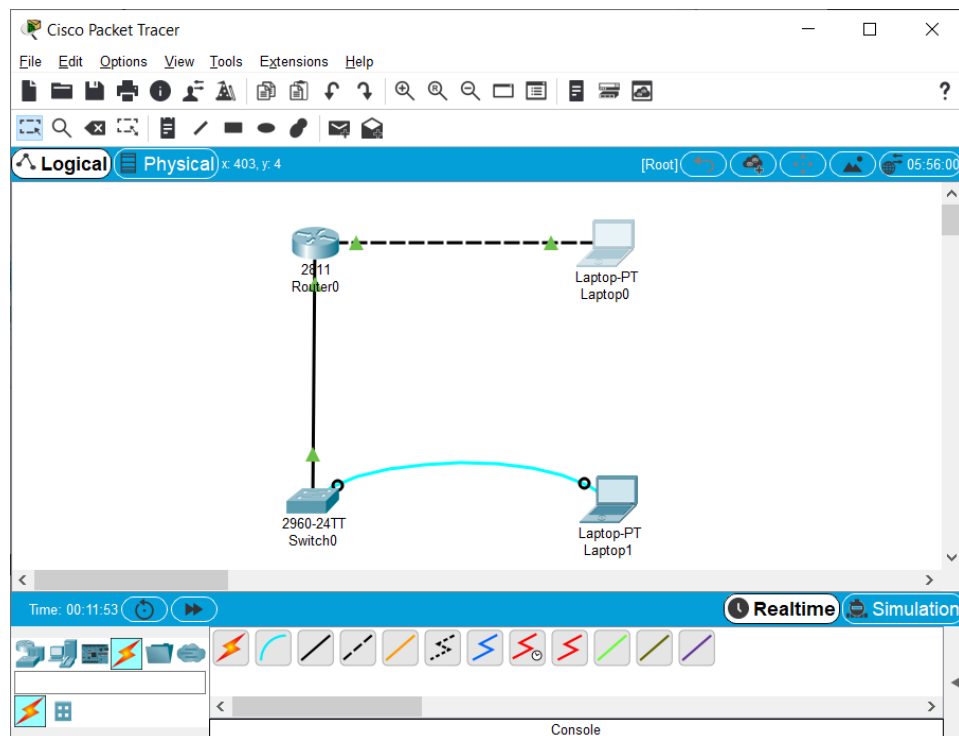 Cisco Packet Tracer
File Edit Options View Tools Extensions Help
?
Logical Physical x: 403, y: 4 [Root] 05:56:00
2811
Router0
Laptop-PT
Laptop0
2960-24TT
Switch0
Laptop-PT
Laptop1
Time: 00:11:53 Realtime Simulation
Console